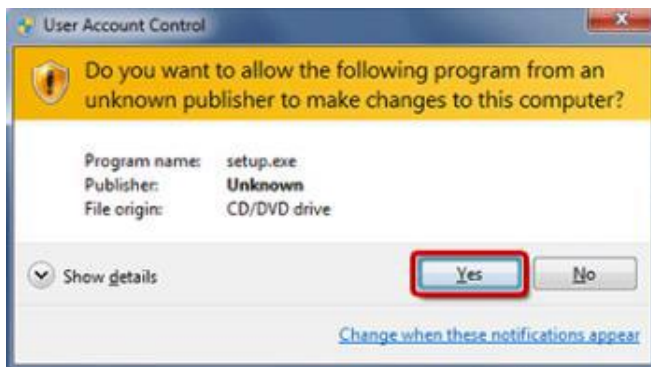 User Account Control
Do you want to allow the following program from an
unknown publisher to make changes to this computer?
Program name: setup.exe
Publisher: Unknown
File origin: CD/DVD drive
Show details Yes No
Change when these notifications appear